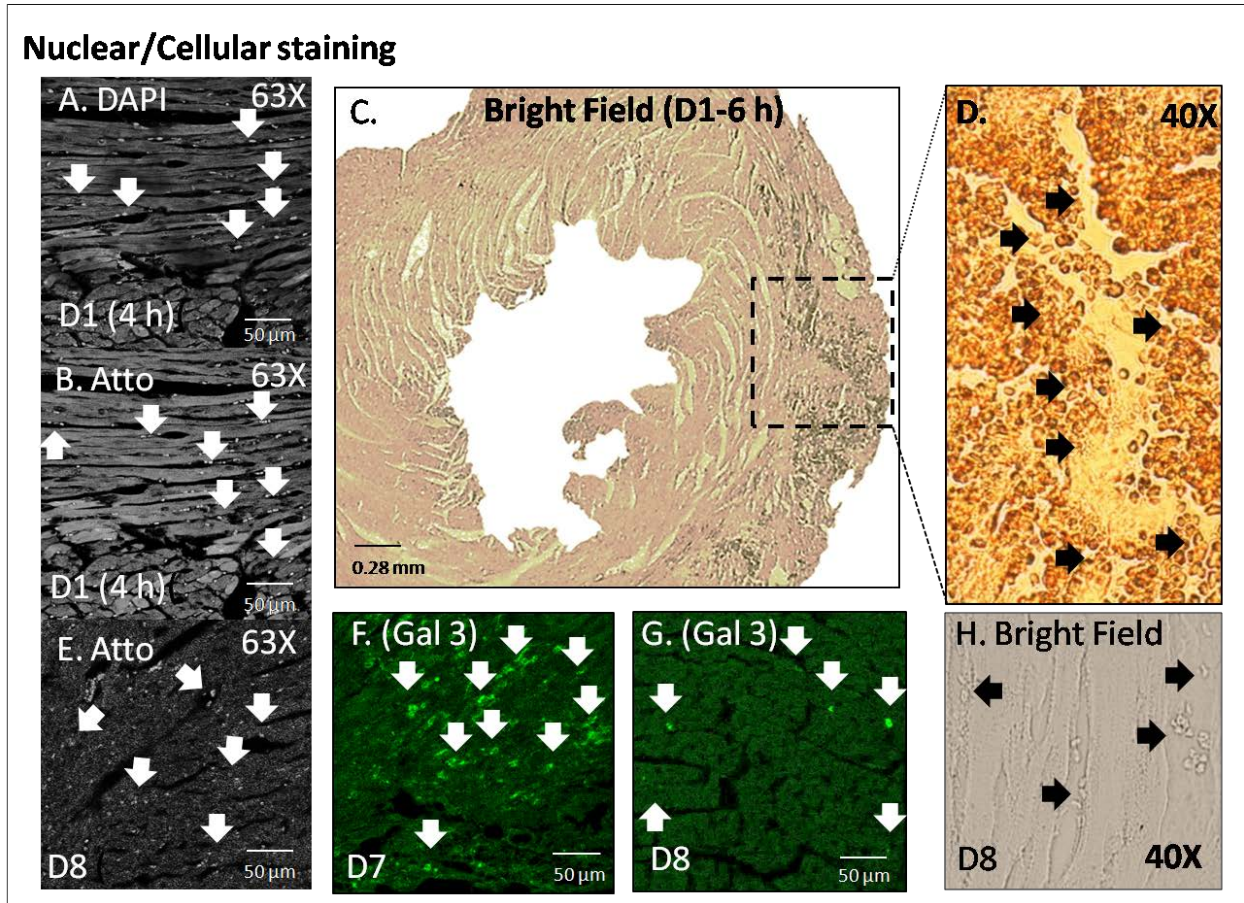 Nuclear/Cellular staining
A. DAPI 63X
D1 (4 h) 50 µm
B. Atto 63X
D1 (4 h) 50 µm
E. Atto 63X
D8 50 µm
C. Bright Field (D1-6 h)
0.28 mm
D. 40X
F. (Gal 3)
D7 50 µm
G. (Gal 3)
D8 50 µm
H. Bright Field
D8 40X